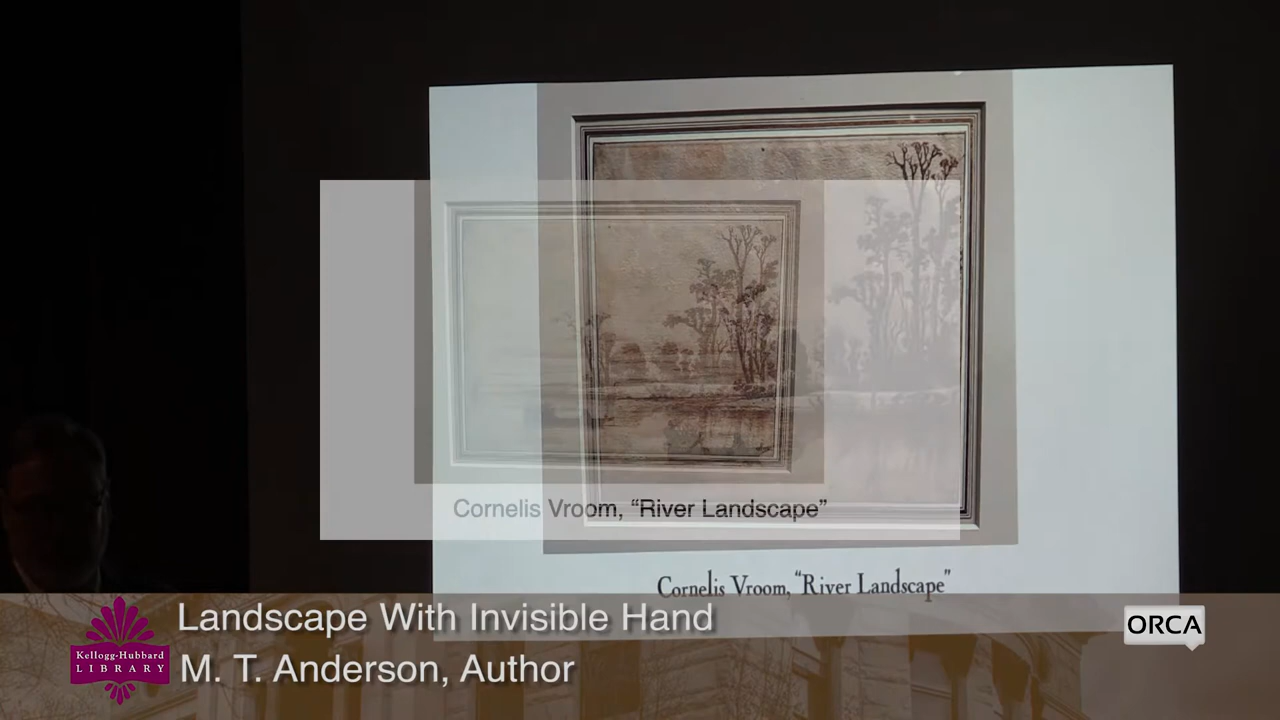 Cornelis Vroom, “River Landscape”
Cornelis Vroom, “River Landscape”
Landscape With Invisible Hand
M. T. Anderson, Author
Kellogg-Hubbard
LIBRARY
ORCA